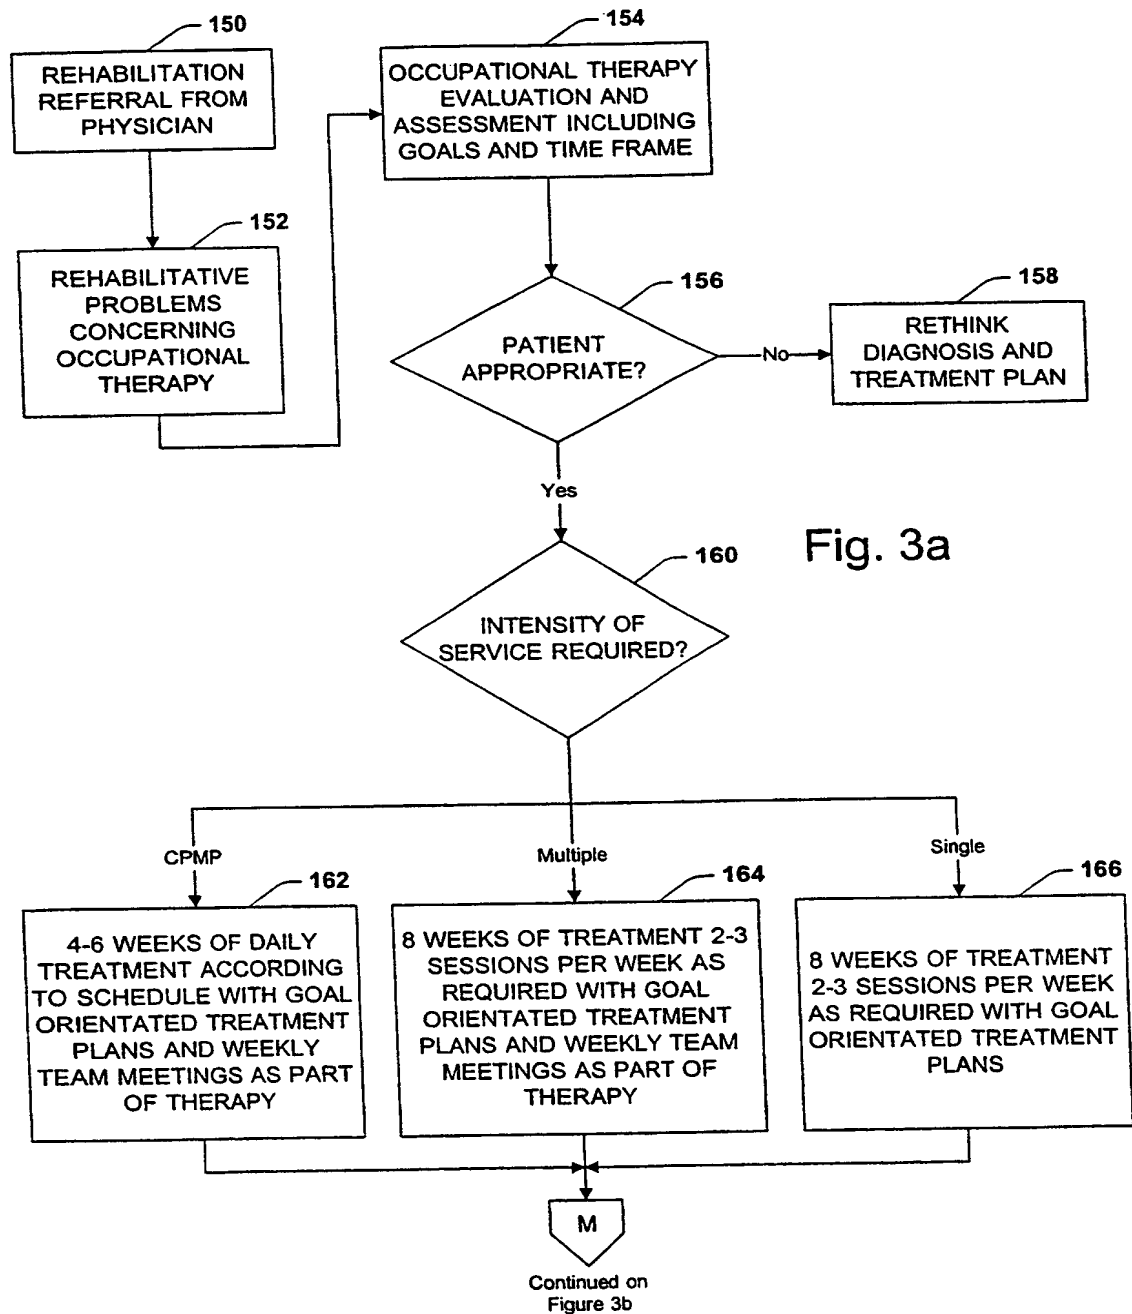 150
REHABILITATION
REFERRAL FROM
PHYSICIAN
152
REHABILITATIVE
PROBLEMS
CONCERNING
OCCUPATIONAL
THERAPY
154
OCCUPATIONAL THERAPY
EVALUATION AND
ASSESSMENT INCLUDING
GOALS AND TIME FRAME
156
PATIENT
APPROPRIATE?
No
158
RETHINK
DIAGNOSIS AND
TREATMENT PLAN
Yes
Fig. 3a
160
INTENSITY OF
SERVICE REQUIRED?
CPMP
162
4-6 WEEKS OF DAILY
TREATMENT ACCORDING
TO SCHEDULE WITH GOAL
ORIENTATED TREATMENT
PLANS AND WEEKLY
TEAM MEETINGS AS PART
OF THERAPY
Multiple
164
8 WEEKS OF TREATMENT 2-3
SESSIONS PER WEEK AS
REQUIRED WITH GOAL
ORIENTATED TREATMENT
PLANS AND WEEKLY TEAM
MEETINGS AS PART OF
THERAPY
Single
166
8 WEEKS OF TREATMENT
2-3 SESSIONS PER WEEK
AS REQUIRED WITH GOAL
ORIENTATED TREATMENT
PLANS
M
Continued on
Figure 3b